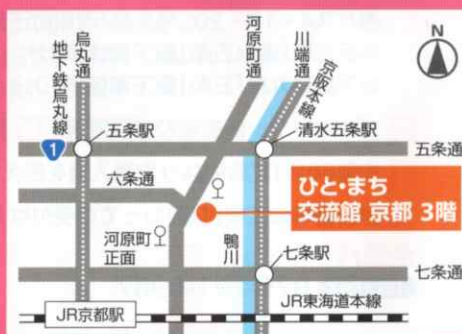 烏丸通
地下鉄烏丸線
河原町通
川端通
京阪本線
N
1
五条駅
清水五条駅
五条通
六条通
ひと・まち
交流館 京都 3階
河原町
正面
鴨川
七条駅
七条通
JR京都駅
JR東海道本線